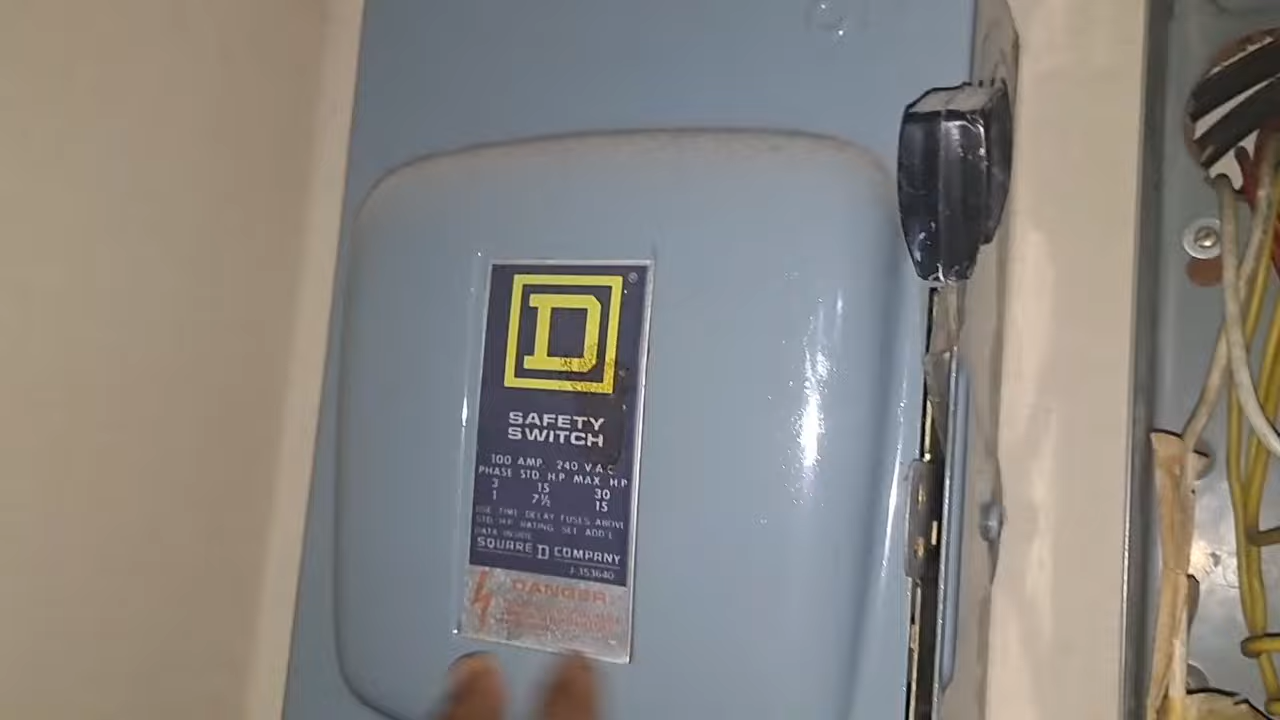 D
®
SAFETY
SWITCH
100 AMP. 240 V.A.C.
PHASE STD. H.P. MAX. H.P.
3 15 30
1 7½ 15
USE TIME DELAY FUSES ABOVE
STD. H.P. RATING. SEE ADD'L
DATA INSIDE
SQUARE D COMPANY
J-353640
DANGER